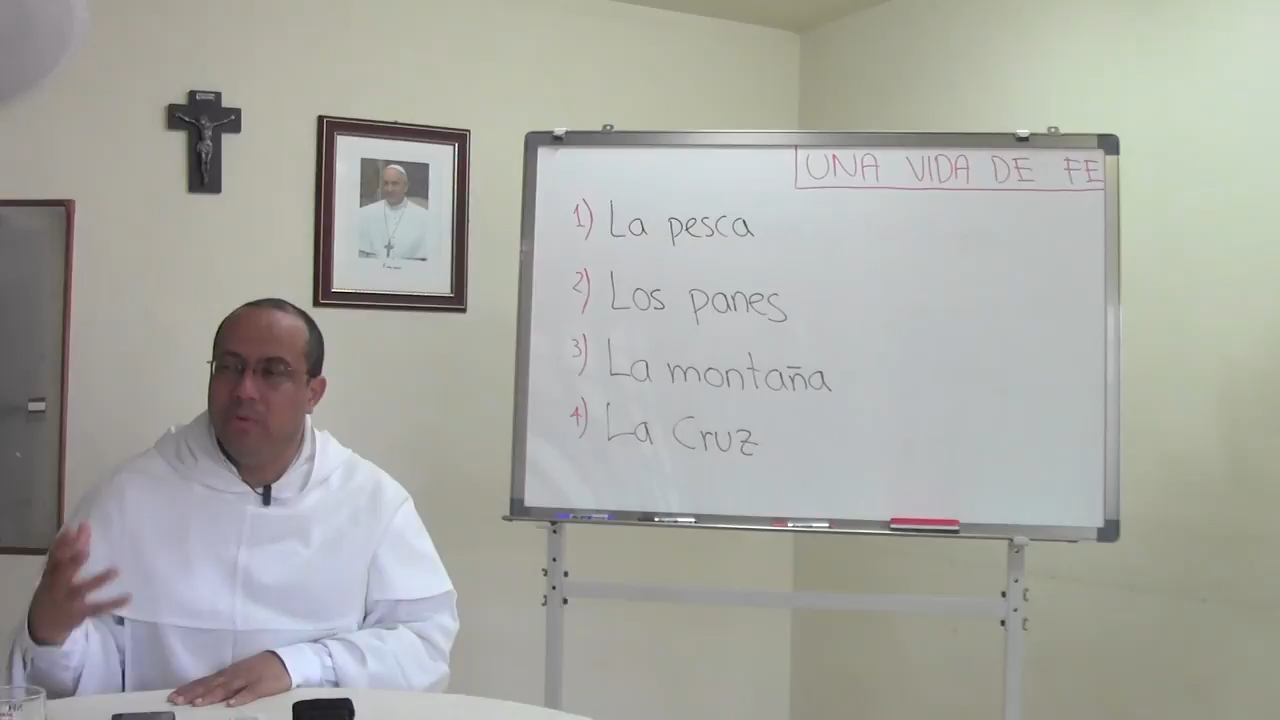 UNA VIDA DE FE
1) La pesca
2) Los panes
3) La montaña
4) La Cruz